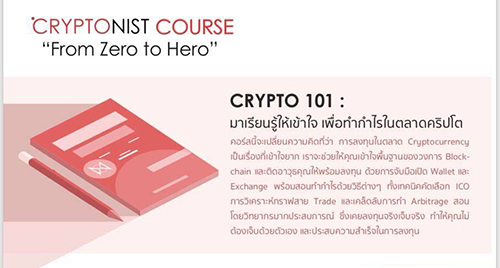 CRYPTONIST COURSE
“From Zero to Hero”
CRYPTO 101 :
มาเรียนรู้ให้เข้าใจ เพื่อทำกำไรในตลาดคริปโต
คอร์สนี้จะเปลี่ยนความคิดที่ว่า การลงทุนในตลาด Cryptocurrency
เป็นเรื่องที่เข้าใจยาก เราจะช่วยให้คุณเข้าใจพื้นฐานของวงการ Block-
chain และติดอาวุธคุณให้พร้อมลงทุน ด้วยการจับมือเปิด Wallet และ
Exchange พร้อมสอนทำกำไรด้วยวิธีต่างๆ ทั้งเทคนิคคัดเลือก ICO
การวิเคราะห์กราฟสาย Trade และเคล็ดลับการทำ Arbitrage สอน
โดยวิทยากรมากประสบการณ์ ซึ่งเคยลงทุนจริงเจ็บจริง ทำให้คุณไม่
ต้องเจ็บด้วยตัวเอง และประสบความสำเร็จในการลงทุน